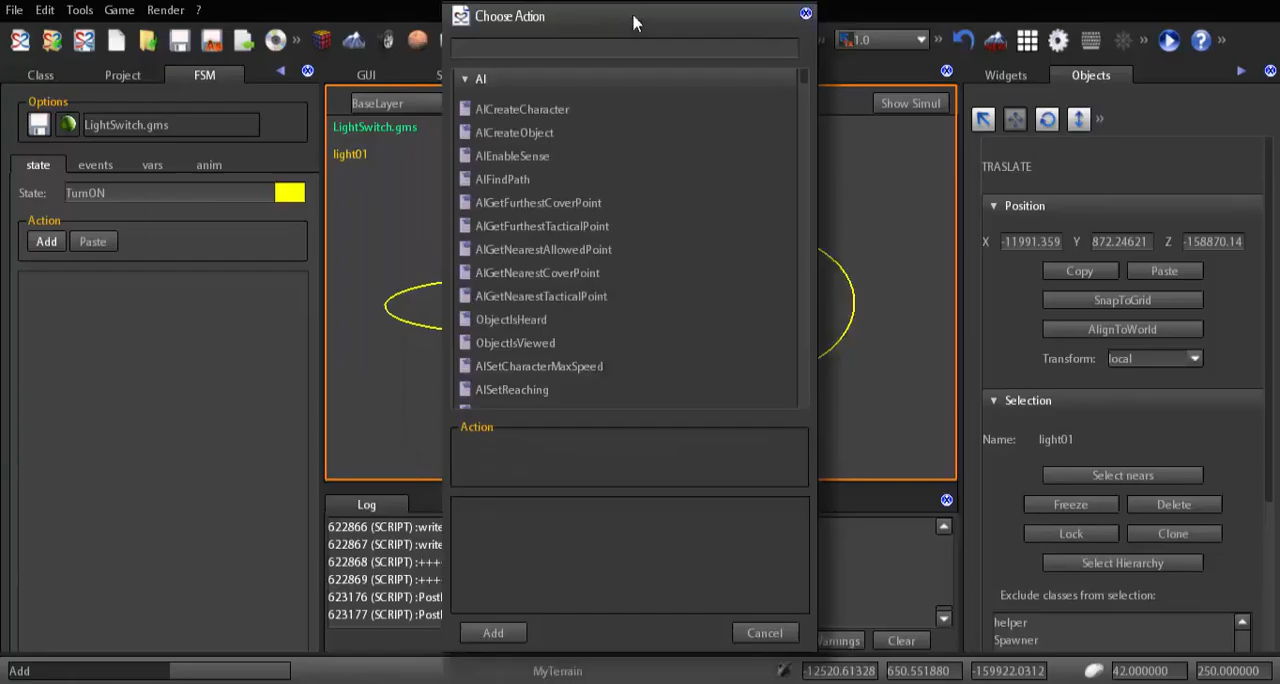 File Edit Tools Game Render ?
Choose Action
1.0
Class Project FSM GUI Widgets Objects
Options
LightSwitch.gms
BaseLayer
Show Simul
LightSwitch.gms
light01
state events vars anim
State: TurnON
Action
Add Paste
AI
AICreateCharacter
AICreateObject
AIEnableSense
AIFindPath
AIGetFurthestCoverPoint
AIGetFurthestTacticalPoint
AIGetNearestAllowedPoint
AIGetNearestCoverPoint
AIGetNearestTacticalPoint
ObjectIsHeard
ObjectIsViewed
AISetCharacterMaxSpeed
AISetReaching
Action
Add Cancel
TRASLATE
Position
X -11991.359 Y 872.24621 Z -158870.14
Copy Paste
SnapToGrid
AlignToWorld
Transform: local
Selection
Name: light01
Select nears
Freeze Delete
Lock Clone
Select Hierarchy
Exclude classes from selection:
helper
Spawner
Log
622866 (SCRIPT) :write
622867 (SCRIPT) :write
622868 (SCRIPT) :+++
622869 (SCRIPT) :+++
623176 (SCRIPT) :Post
623177 (SCRIPT) :Post
Clear
Add
MyTerrain
-12520.61328 650.551880 -159922.0312 42.000000 250.000000